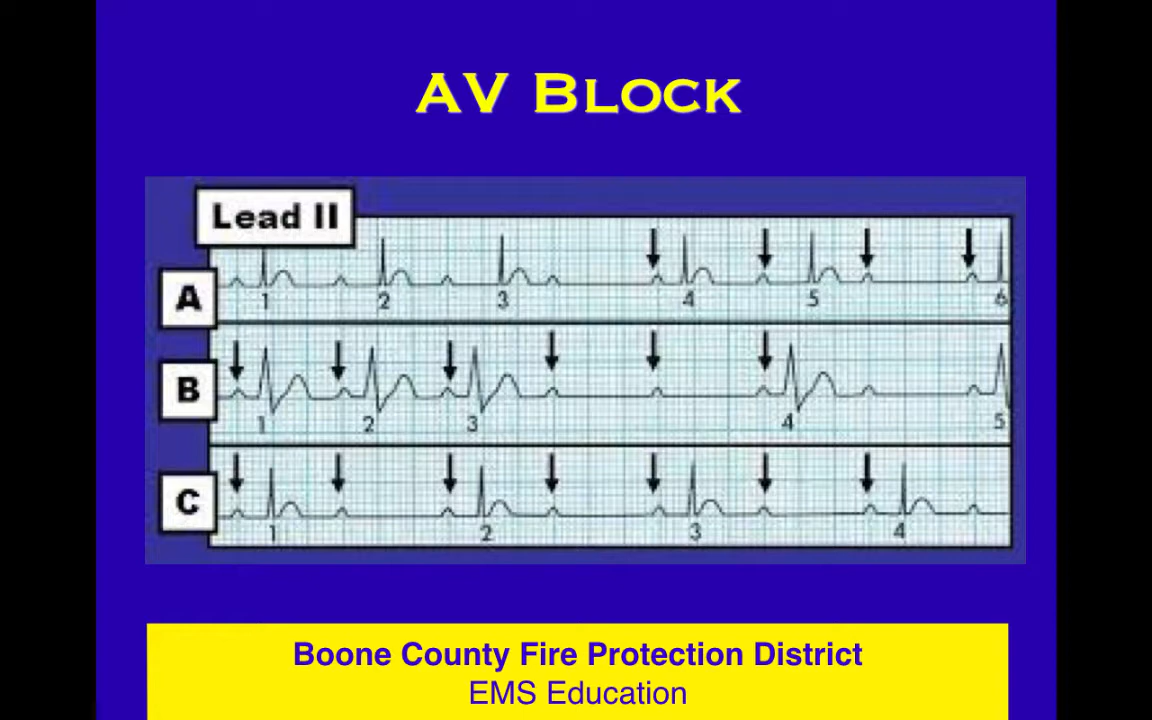 AV BLOCK
Lead II
A
1 2 3 4 5 6
B
1 2 3 4 5
C
1 2 3 4
Boone County Fire Protection District
EMS Education